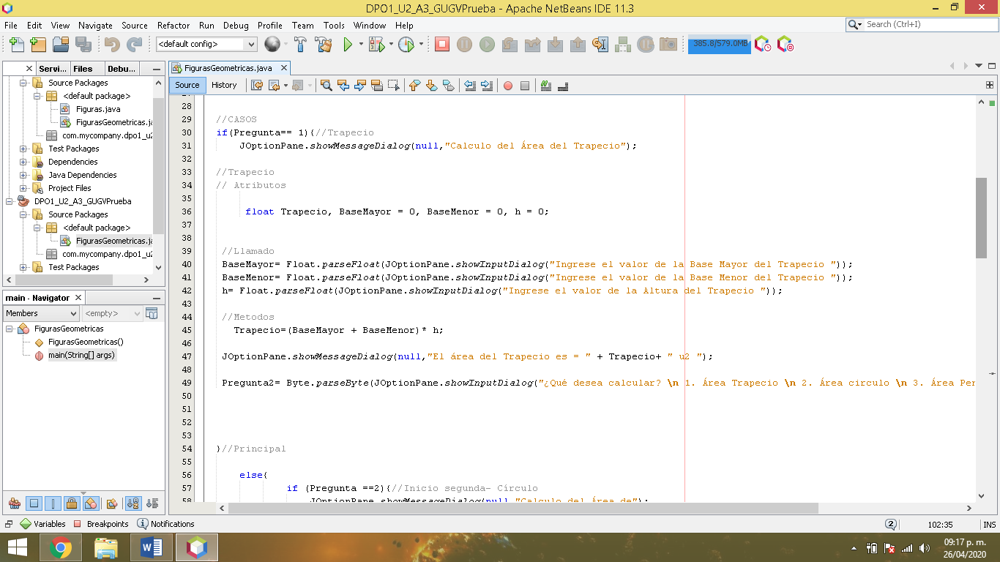 DPO1_U2_A3_GUGVPrueba - Apache NetBeans IDE 11.3
File Edit View Navigate Source Refactor Run Debug Profile Team Tools Window Help
Search (Ctrl+I)
<default config>
385.8/579.0MB
Servi... Files Debu...
Source Packages
<default package>
Figuras.java
FigurasGeometricas.ja
com.mycompany.dpo1_u2
Test Packages
Dependencies
Java Dependencies
Project Files
DPO1_U2_A3_GUGVPrueba
Source Packages
<default package>
FigurasGeometricas.ja
com.mycompany.dpo1_u2
Test Packages
main - Navigator
Members
<empty>
FigurasGeometricas
FigurasGeometricas()
main(String[] args)
FigurasGeometricas.java
Source History
28
29 //CASOS
30 if(Pregunta== 1){//Trapecio
31 JOptionPane.showMessageDialog(null,"Calculo del Área del Trapecio");
32
33 //Trapecio
34 // Atributos
35
36 float Trapecio, BaseMayor = 0, BaseMenor = 0, h = 0;
37
38
39 //Llamado
40 BaseMayor= Float.parseFloat(JOptionPane.showInputDialog("Ingrese el valor de la Base Mayor del Trapecio "));
41 BaseMenor= Float.parseFloat(JOptionPane.showInputDialog("Ingrese el valor de la Base Menor del Trapecio "));
42 h= Float.parseFloat(JOptionPane.showInputDialog("Ingrese el valor de la Altura del Trapecio "));
43
44 //Metodos
45 Trapecio=(BaseMayor + BaseMenor)* h;
46
47 JOptionPane.showMessageDialog(null,"El área del Trapecio es = " + Trapecio+ " u2 ");
48
49 Pregunta2= Byte.parseByte(JOptionPane.showInputDialog("¿Qué desea calcular? \n 1. Área Trapecio \n 2. Área circulo \n 3. Área Per
50
51
52
53
54 }//Principal
55
56 else{
57 if (Pregunta ==2){//Inicio segunda- Círculo
58 JOptionPane.showMessageDialog(null,"Calculo del Área de");
Variables Breakpoints Notifications
2
102:35
INS
09:17 p. m.
26/04/2020